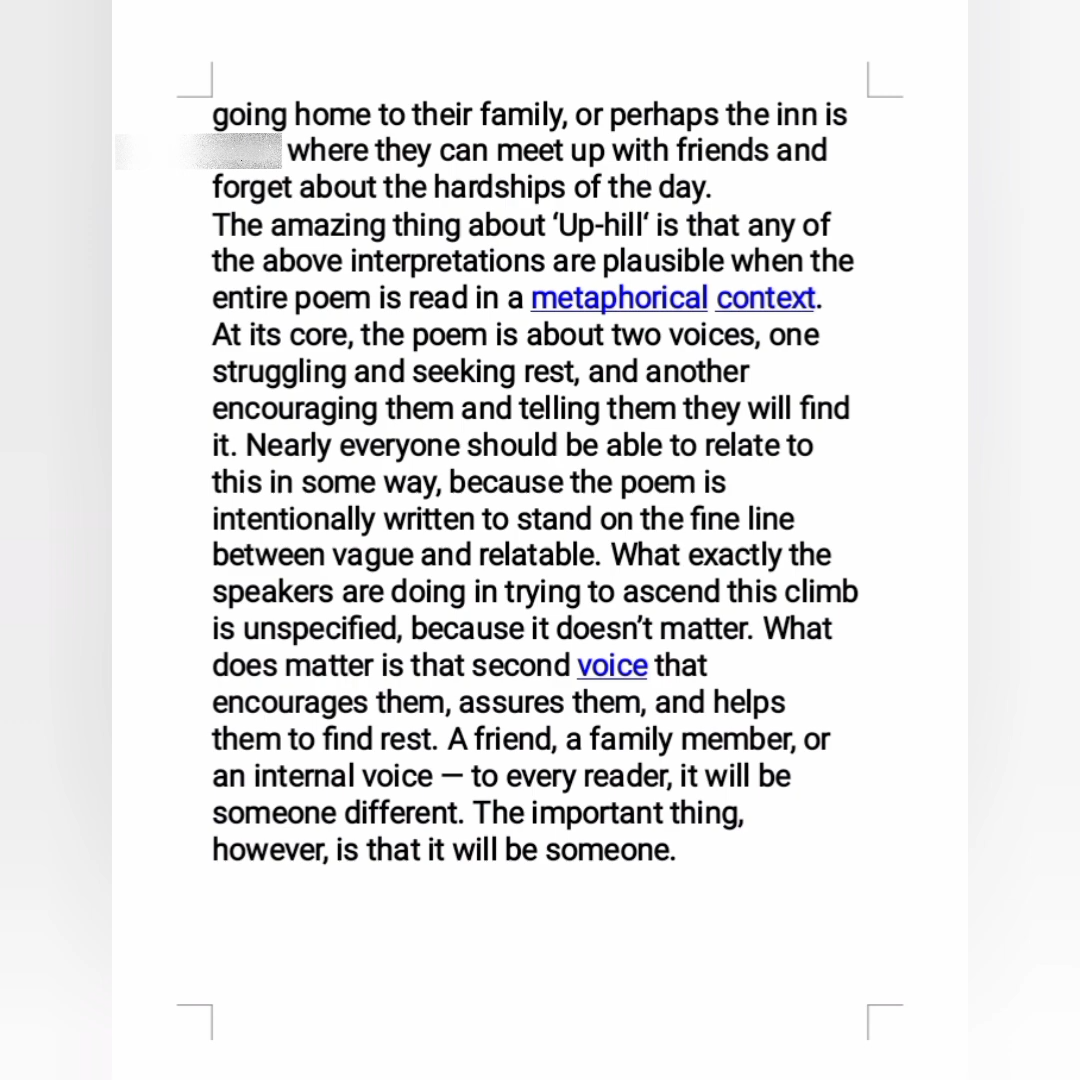 going home to their family, or perhaps the inn is
where they can meet up with friends and
forget about the hardships of the day.
The amazing thing about ‘Up-hill‘ is that any of
the above interpretations are plausible when the
entire poem is read in a metaphorical context.
At its core, the poem is about two voices, one
struggling and seeking rest, and another
encouraging them and telling them they will find
it. Nearly everyone should be able to relate to
this in some way, because the poem is
intentionally written to stand on the fine line
between vague and relatable. What exactly the
speakers are doing in trying to ascend this climb
is unspecified, because it doesn’t matter. What
does matter is that second voice that
encourages them, assures them, and helps
them to find rest. A friend, a family member, or
an internal voice — to every reader, it will be
someone different. The important thing,
however, is that it will be someone.